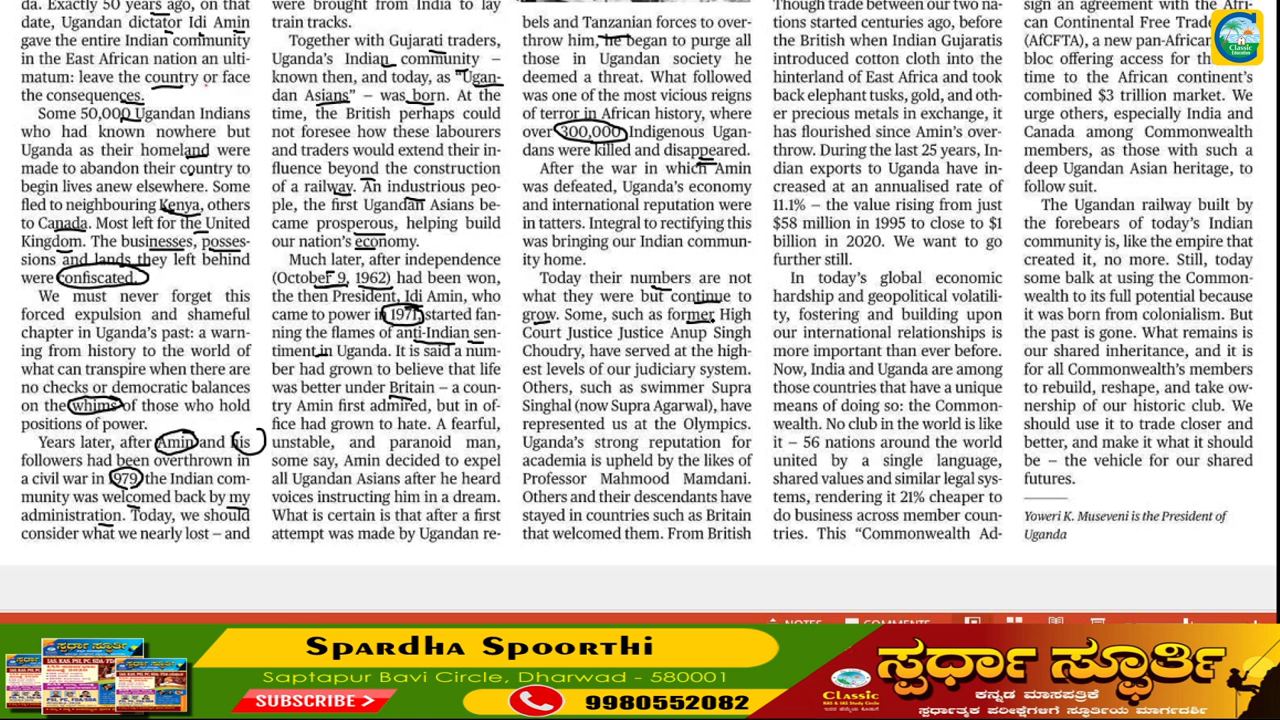 da. Exactly 50 years ago, on that
date, Ugandan dictator Idi Amin
gave the entire Indian community
in the East African nation an ulti-
matum: leave the country or face
the consequences.
Some 50,000 Ugandan Indians
who had known nowhere but
Uganda as their homeland were
made to abandon their country to
begin lives anew elsewhere. Some
fled to neighbouring Kenya, others
to Canada. Most left for the United
Kingdom. The businesses, posses-
sions and lands they left behind
were confiscated.
We must never forget this
forced expulsion and shameful
chapter in Uganda's past: a warn-
ing from history to the world of
what can transpire when there are
no checks or democratic balances
on the whims of those who hold
positions of power.
Years later, after Amin and his
followers had been overthrown in
a civil war in 1979, the Indian com-
munity was welcomed back by my
administration. Today, we should
consider what we nearly lost – and
were brought from India to lay
train tracks.
Together with Gujarati traders,
Uganda's Indian community –
known then, and today, as "Ugan-
dan Asians" – was born. At the
time, the British perhaps could
not foresee how these labourers
and traders would extend their in-
fluence beyond the construction
of a railway. An industrious peo-
ple, the first Ugandan Asians be-
came prosperous, helping build
our nation's economy.
Much later, after independence
(October 9, 1962) had been won,
the then President, Idi Amin, who
came to power in 1971, started fan-
ning the flames of anti-Indian sen-
timent in Uganda. It is said a num-
ber had grown to believe that life
was better under Britain – a coun-
try Amin first admired, but in of-
fice had grown to hate. A fearful,
unstable, and paranoid man,
some say, Amin decided to expel
all Ugandan Asians after he heard
voices instructing him in a dream.
What is certain is that after a first
attempt was made by Ugandan re-
bels and Tanzanian forces to over-
throw him, he began to purge all
those in Ugandan society he
deemed a threat. What followed
was one of the most vicious reigns
of terror in African history, where
over 300,000 Indigenous Ugan-
dans were killed and disappeared.
After the war in which Amin
was defeated, Uganda's economy
and international reputation were
in tatters. Integral to rectifying this
was bringing our Indian commun-
ity home.
Today their numbers are not
what they were but continue to
grow. Some, such as former High
Court Justice Justice Anup Singh
Choudry, have served at the high-
est levels of our judiciary system.
Others, such as swimmer Supra
Singhal (now Supra Agarwal), have
represented us at the Olympics.
Uganda's strong reputation for
academia is upheld by the likes of
Professor Mahmood Mamdani.
Others and their descendants have
stayed in countries such as Britain
that welcomed them. From British
Though trade between our two na-
tions started centuries ago, before
the British when Indian Gujaratis
introduced cotton cloth into the
hinterland of East Africa and took
back elephant tusks, gold, and oth-
er precious metals in exchange, it
has flourished since Amin's over-
throw. During the last 25 years, In-
dian exports to Uganda have in-
creased at an annualised rate of
11.1% – the value rising from just
$58 million in 1995 to close to $1
billion in 2020. We want to go
further still.
In today's global economic
hardship and geopolitical volatili-
ty, fostering and building upon
our international relationships is
more important than ever before.
Now, India and Uganda are among
those countries that have a unique
means of doing so: the Common-
wealth. No club in the world is like
it – 56 nations around the world
united by a single language,
shared values and similar legal sys-
tems, rendering it 21% cheaper to
do business across member coun-
tries. This "Commonwealth Ad-
sign an agreement with the Afri-
can Continental Free Trade
(AfCFTA), a new pan-African
bloc offering access for th
time to the African continent's
combined $3 trillion market. We
urge others, especially India and
Canada among Commonwealth
members, as those with such a
deep Ugandan Asian heritage, to
follow suit.
The Ugandan railway built by
the forebears of today's Indian
community is, like the empire that
created it, no more. Still, today
some balk at using the Common-
wealth to its full potential because
it was born from colonialism. But
the past is gone. What remains is
our shared inheritance, and it is
for all Commonwealth's members
to rebuild, reshape, and take ow-
nership of our historic club. We
should use it to trade closer and
better, and make it what it should
be – the vehicle for our shared
futures.
Yoweri K. Museveni is the President of
Uganda
Classic
Education
NOTES
COMMENTS
Spardha Spoorthi
Saptapur Bavi Circle, Dharwad - 580001
SUBSCRIBE
9980552082
ಸ್ಪರ್ಧಾ ಸ್ಫೂರ್ತಿ
Classic
KAS & IAS Study Circle
ಕನ್ನಡ ಮಾಸಪತ್ರಿಕೆ
ಸ್ಪರ್ಧಾತ್ಮಕ ಪರೀಕ್ಷೆಗಳಿಗೆ ಸ್ಫೂರ್ತಿಯ ಮಾರ್ಗದರ್ಶಿ